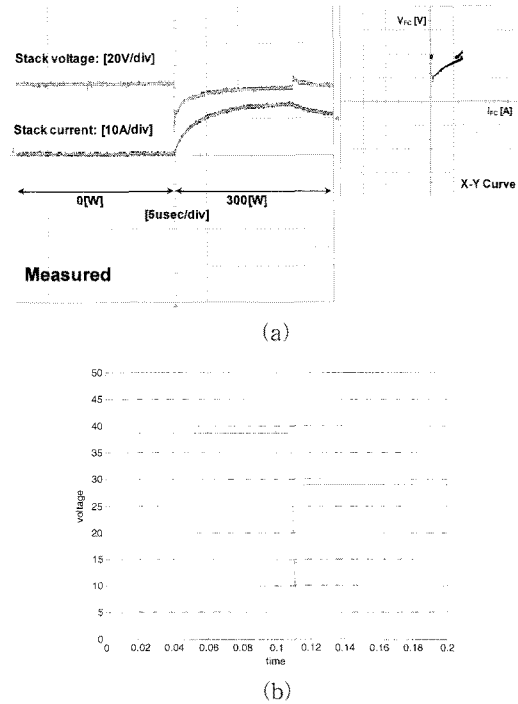 V_FC [V]
Stack voltage: [20V/div]
Stack current: [10A/div]
i_FC [A]
X-Y Curve
0[W]
300[W]
[5usec/div]
Measured
(a)
50
45
40
35
30
25
20
15
10
5
0
voltage
0 0.02 0.04 0.06 0.08 0.1 0.12 0.14 0.16 0.18 0.2
time
(b)